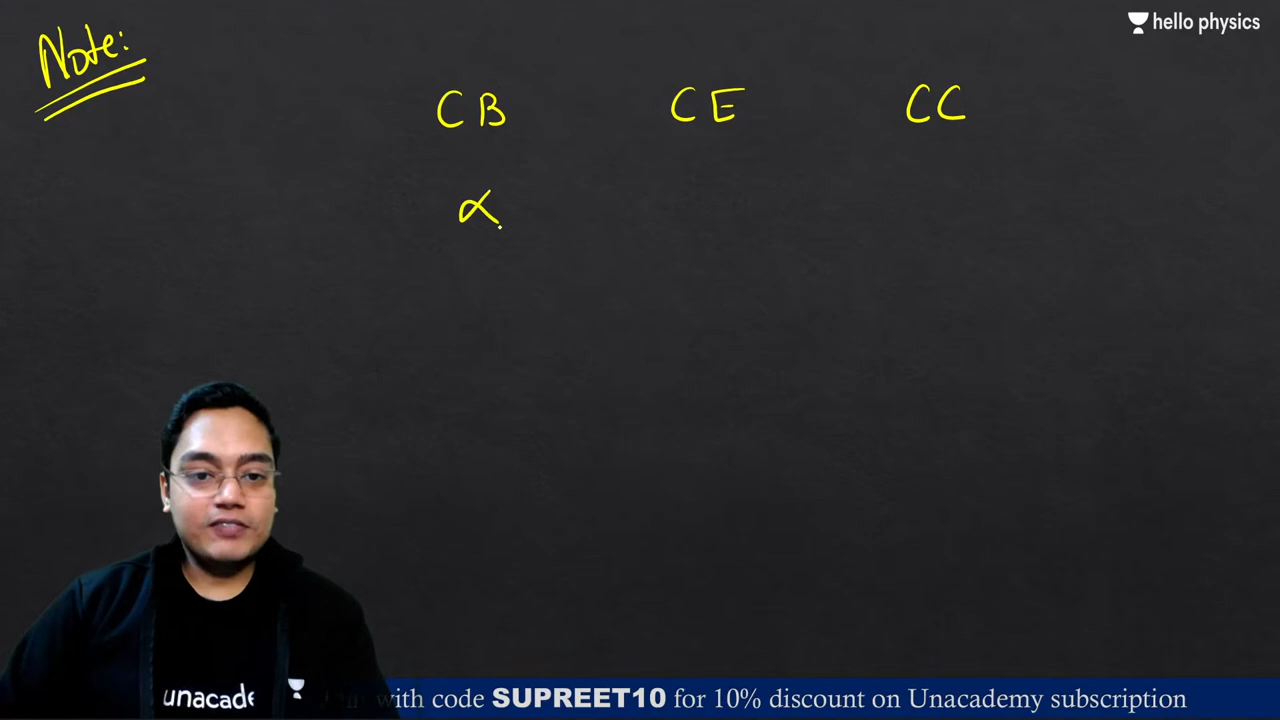 Note:
hello physics
CB CE CC
α
unacade
with code SUPREET10 for 10% discount on Unacademy subscription